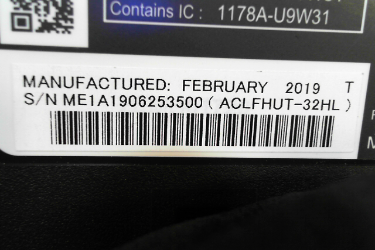 Contains IC : 1178A-U9W31
MANUFACTURED: FEBRUARY 2019 T
S/N ME1A1906253500 ( ACLFHUT-32HL )